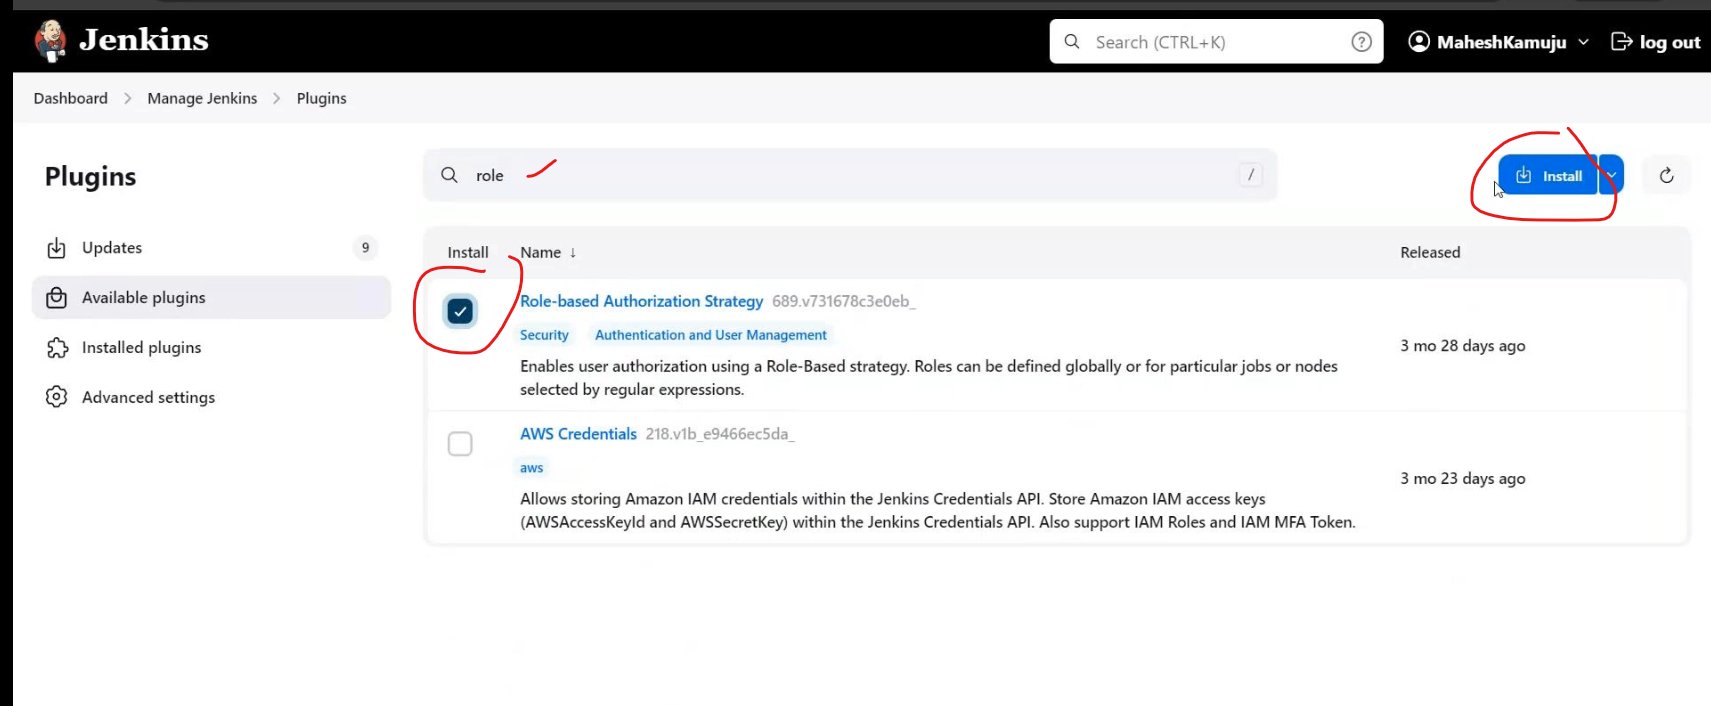 Jenkins
Search (CTRL+K)
MaheshKamuju
log out
Dashboard > Manage Jenkins > Plugins
Plugins
role
/
Install
Updates 9
Available plugins
Installed plugins
Advanced settings
Install Name ↓ Released
Role-based Authorization Strategy 689.v731678c3e0eb_
Security Authentication and User Management
Enables user authorization using a Role-Based strategy. Roles can be defined globally or for particular jobs or nodes
selected by regular expressions.
3 mo 28 days ago
AWS Credentials 218.v1b_e9466ec5da_
aws
Allows storing Amazon IAM credentials within the Jenkins Credentials API. Store Amazon IAM access keys
(AWSAccessKeyId and AWSSecretKey) within the Jenkins Credentials API. Also support IAM Roles and IAM MFA Token.
3 mo 23 days ago